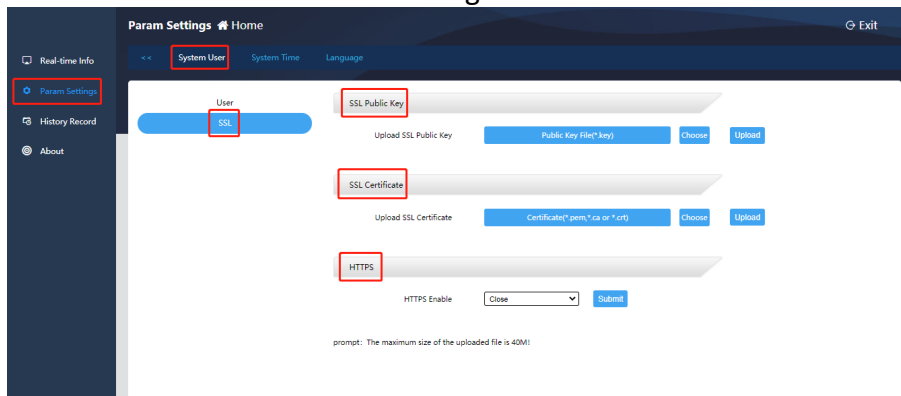 Param Settings Home
Exit
Real-time Info
Param Settings
History Record
About
<< System User System Time Language
User
SSL
SSL Public Key
Upload SSL Public Key Public Key File(*.key) Choose Upload
SSL Certificate
Upload SSL Certificate Certificate(*.pem,*.ca or *.crt) Choose Upload
HTTPS
HTTPS Enable Close Submit
prompt: The maximum size of the uploaded file is 40M!